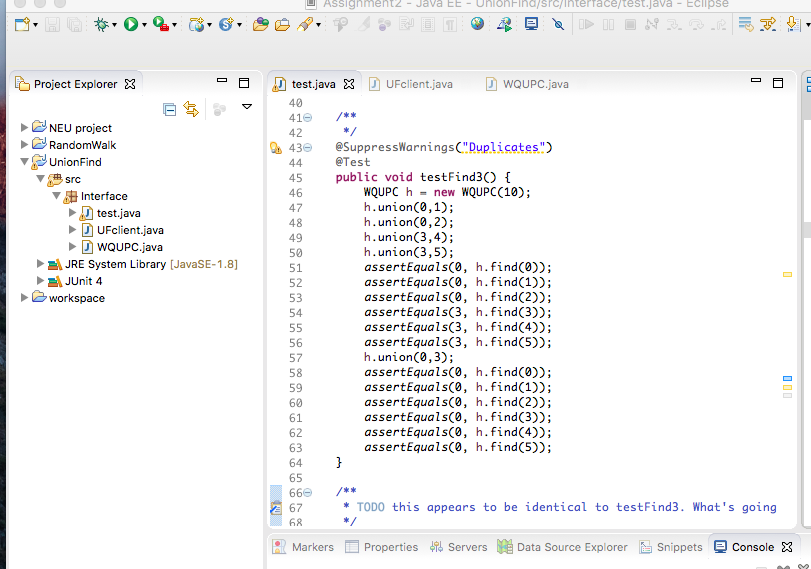 Assignment2 - Java EE - UnionFind/src/Interface/test.java - Eclipse
Project Explorer
NEU project
RandomWalk
UnionFind
src
Interface
test.java
UFclient.java
WQUPC.java
JRE System Library [JavaSE-1.8]
JUnit 4
workspace
test.java UFclient.java WQUPC.java
40
41 /**
42 */
43 @SuppressWarnings("Duplicates")
44 @Test
45 public void testFind3() {
46 WQUPC h = new WQUPC(10);
47 h.union(0,1);
48 h.union(0,2);
49 h.union(3,4);
50 h.union(3,5);
51 assertEquals(0, h.find(0));
52 assertEquals(0, h.find(1));
53 assertEquals(0, h.find(2));
54 assertEquals(3, h.find(3));
55 assertEquals(3, h.find(4));
56 assertEquals(3, h.find(5));
57 h.union(0,3);
58 assertEquals(0, h.find(0));
59 assertEquals(0, h.find(1));
60 assertEquals(0, h.find(2));
61 assertEquals(0, h.find(3));
62 assertEquals(0, h.find(4));
63 assertEquals(0, h.find(5));
64 }
65
66 /**
67 * TODO this appears to be identical to testFind3. What's going
68 */
Markers Properties Servers Data Source Explorer Snippets Console